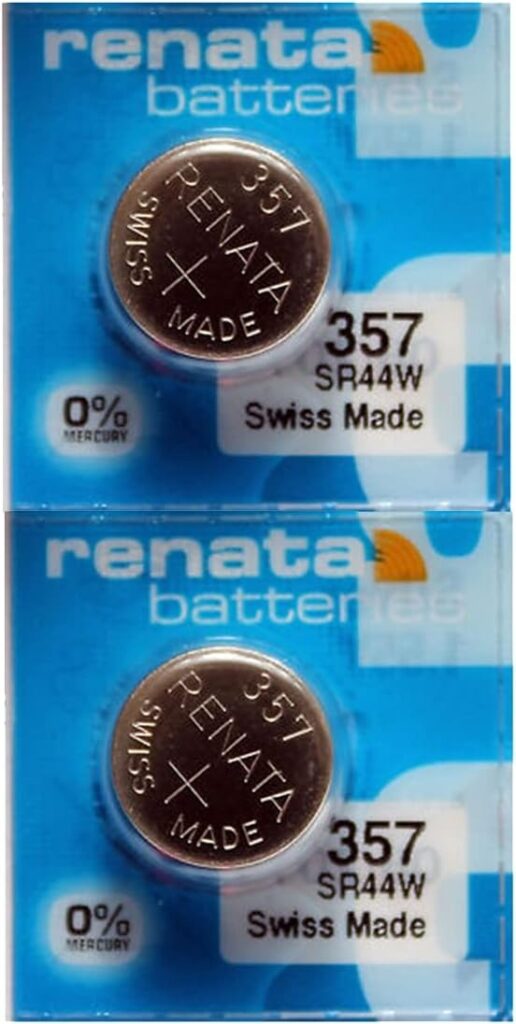 renata
batteries
357
RENATA
SWISS
MADE
357
SR44W
Swiss Made
0%
MERCURY
renata
batteries
357
RENATA
SWISS
MADE
357
SR44W
Swiss Made
0%
MERCURY